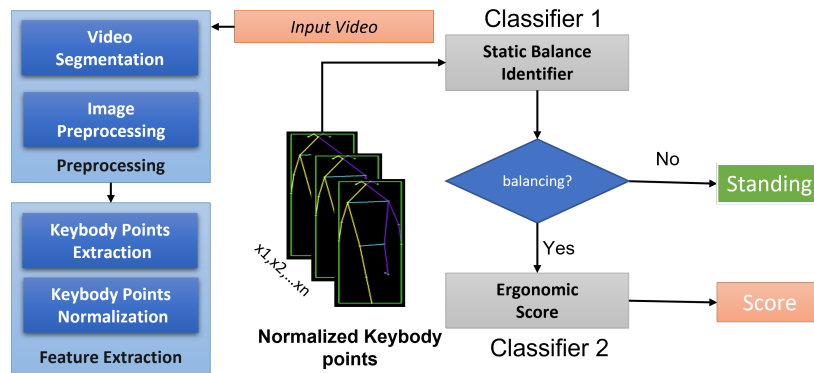 Input Video
Video
Segmentation
Image
Preprocessing
Preprocessing
Keybody Points
Extraction
Keybody Points
Normalization
Feature Extraction
x1,x2,...xn
Normalized Keybody
points
Classifier 1
Static Balance
Identifier
balancing?
No
Standing
Yes
Ergonomic
Score
Score
Classifier 2